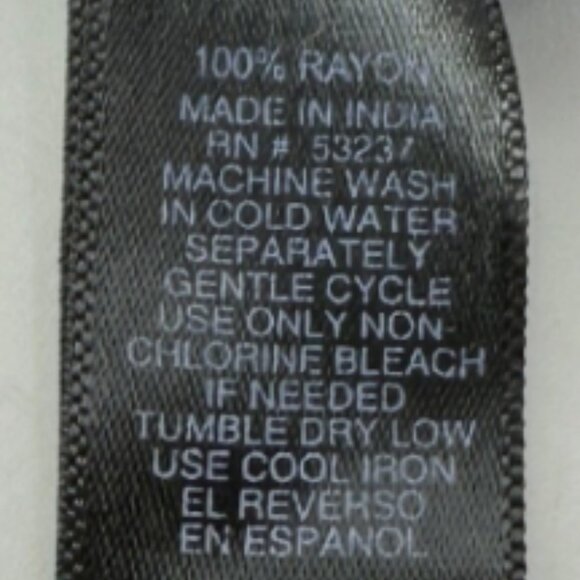 100% RAYON
MADE IN INDIA
RN # 53237
MACHINE WASH
IN COLD WATER
SEPARATELY
GENTLE CYCLE
USE ONLY NON-
CHLORINE BLEACH
IF NEEDED
TUMBLE DRY LOW
USE COOL IRON
EL REVERSO
EN ESPANOL